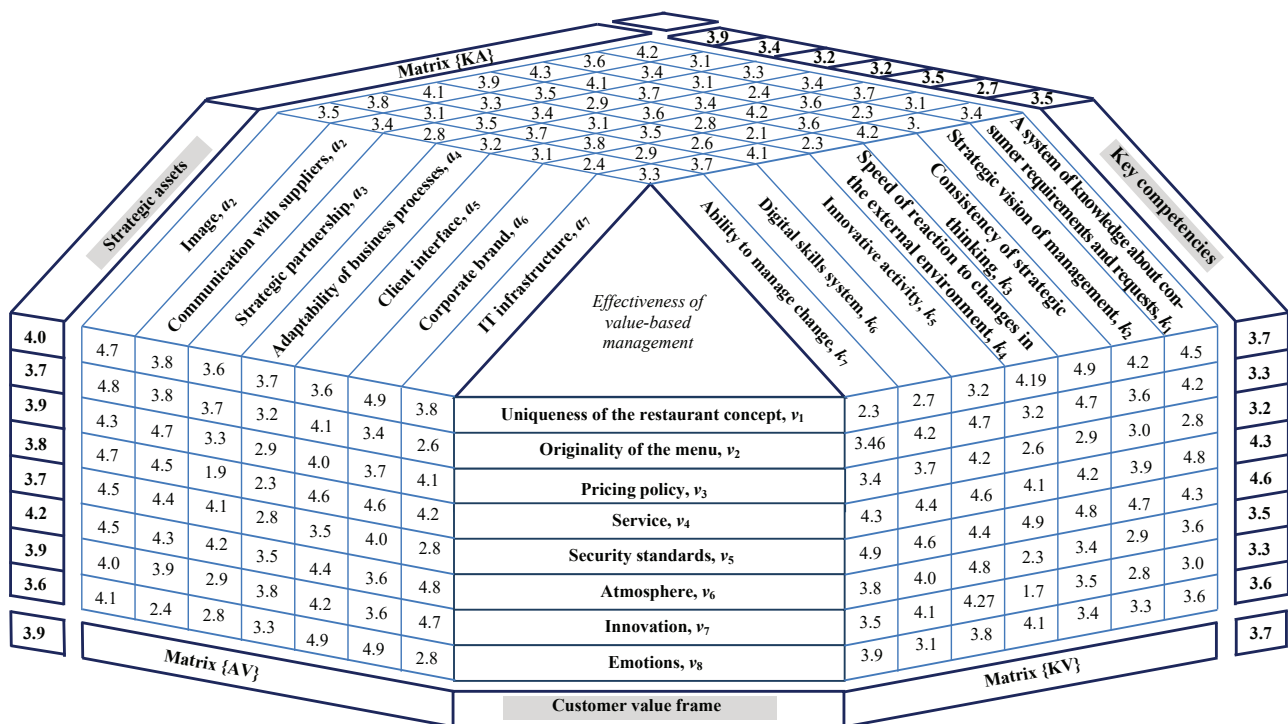 Matrix {KA}
3.9 3.4 3.2 3.2 3.5 2.7 3.5
4.2
3.6 3.1
4.3 3.4 3.3
3.9 4.1 3.1 3.4
4.1 3.5 3.7 2.4 3.7
3.8 3.3 2.9 3.4 3.6 3.1
3.5 3.1 3.4 3.6 4.2 2.3 3.4
3.4 3.5 3.1 2.8 3.6 3.
2.8 3.7 3.5 2.1 4.2
3.2 3.8 2.6 2.3
3.1 2.9 4.1
2.4 3.7
3.3
Strategic assets
Image, a2
Communication with suppliers, a2
Strategic partnership, a3
Adaptability of business processes, a4
Client interface, a5
Corporate brand, a6
IT infrastructure, a7
Effectiveness of
value-based
management
Ability to manage change, k7
Digital skills system, k6
Innovative activity, k5
Speed of reaction to changes in
the external environment, k4
Consistency of strategic
thinking, k3
Strategic vision of management, k2
A system of knowledge about con-
sumer requirements and requests, k1
Key competencies
4.0 4.7 3.8 3.6 3.7 3.6 4.9 3.8 Uniqueness of the restaurant concept, v1 2.3 2.7 3.2 4.19 4.9 4.2 4.5 3.7
3.7 4.8 3.8 3.7 3.2 4.1 3.4 2.6 Originality of the menu, v2 3.46 4.2 4.7 3.2 4.7 3.6 4.2 3.3
3.9 4.3 4.7 3.3 2.9 4.0 3.7 4.1 Pricing policy, v3 3.4 3.7 4.2 2.6 2.9 3.0 2.8 3.2
3.8 4.7 4.5 1.9 2.3 4.6 4.6 4.2 Service, v4 4.3 4.4 4.6 4.1 4.2 3.9 4.8 4.3
3.7 4.5 4.4 4.1 2.8 3.5 4.0 2.8 Security standards, v5 4.9 4.6 4.4 4.9 4.8 4.7 4.3 4.6
4.2 4.5 4.3 4.2 3.5 4.4 3.6 4.8 Atmosphere, v6 3.8 4.0 4.8 2.3 3.4 2.9 3.6 3.5
3.9 4.0 3.9 2.9 3.8 4.2 3.6 4.7 Innovation, v7 3.5 4.1 4.27 1.7 3.5 2.8 3.0 3.3
3.6 4.1 2.4 2.8 3.3 4.9 4.9 2.8 Emotions, v8 3.9 3.1 3.8 4.1 3.4 3.3 3.6 3.6
3.9 Matrix {AV} Customer value frame Matrix {KV} 3.7